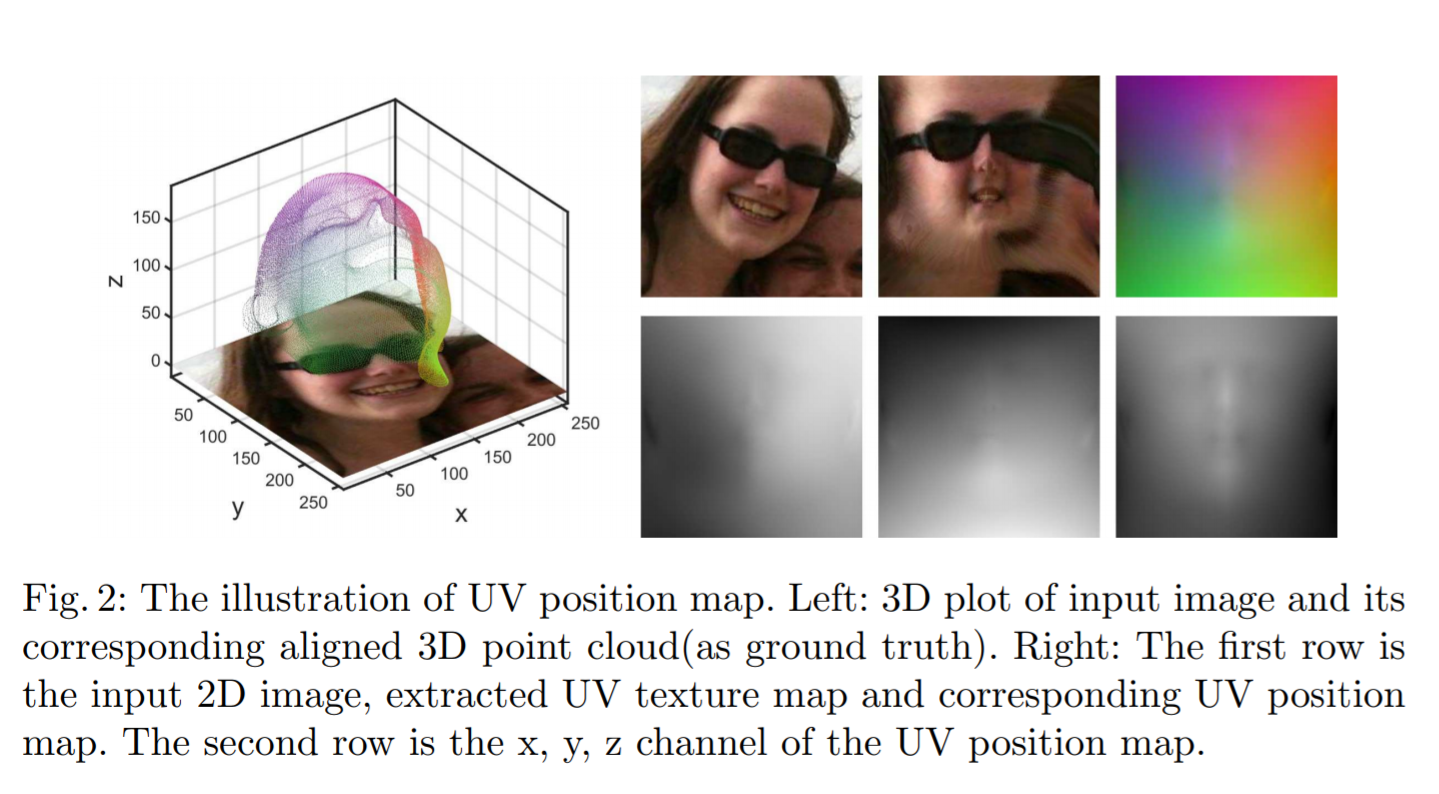 150
100
50
0
z
50
100
150
200
250
y
50
100
150
200
250
x
Fig. 2: The illustration of UV position map. Left: 3D plot of input image and its
corresponding aligned 3D point cloud(as ground truth). Right: The first row is
the input 2D image, extracted UV texture map and corresponding UV position
map. The second row is the x, y, z channel of the UV position map.